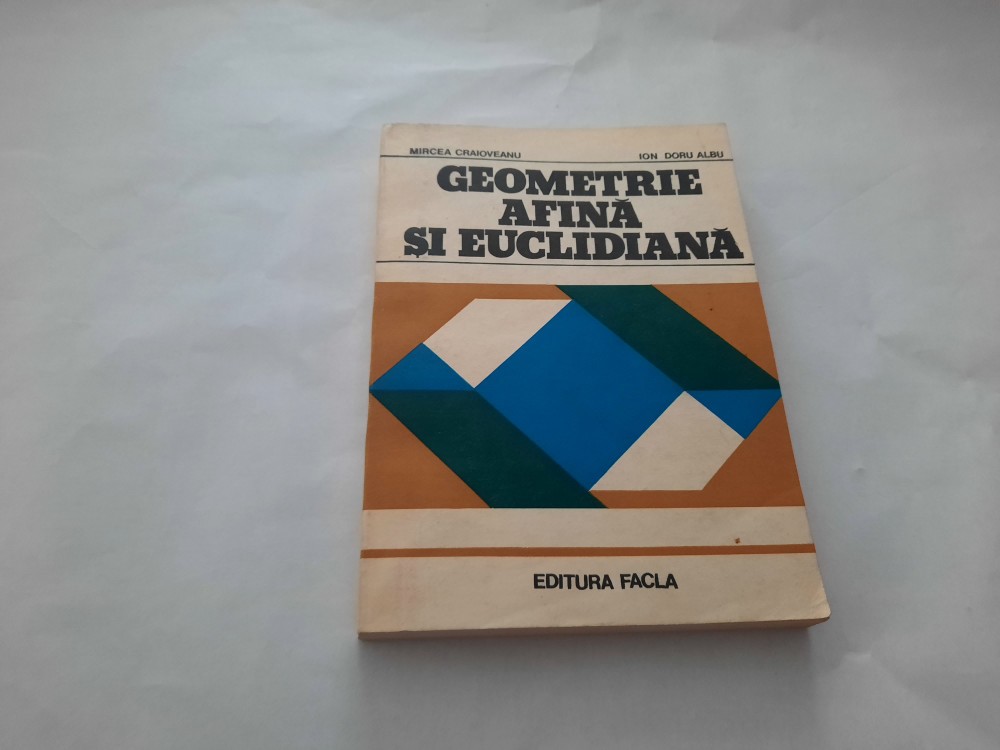 MIRCEA CRAIOVEANU ION DORU ALBU
GEOMETRIE
AFINĂ
ȘI EUCLIDIANĂ
EDITURA FACLA